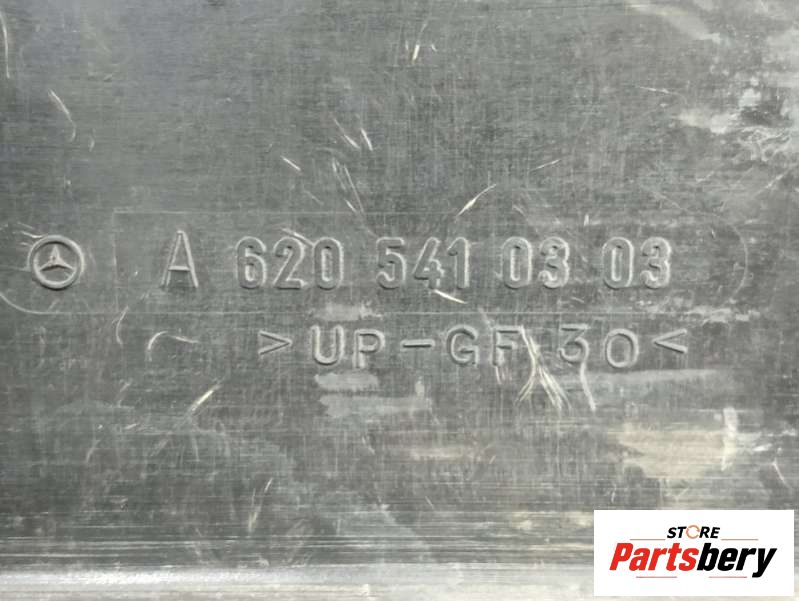 A 620 541 03 03
>UP-GF 30<
STORE
Partsbery